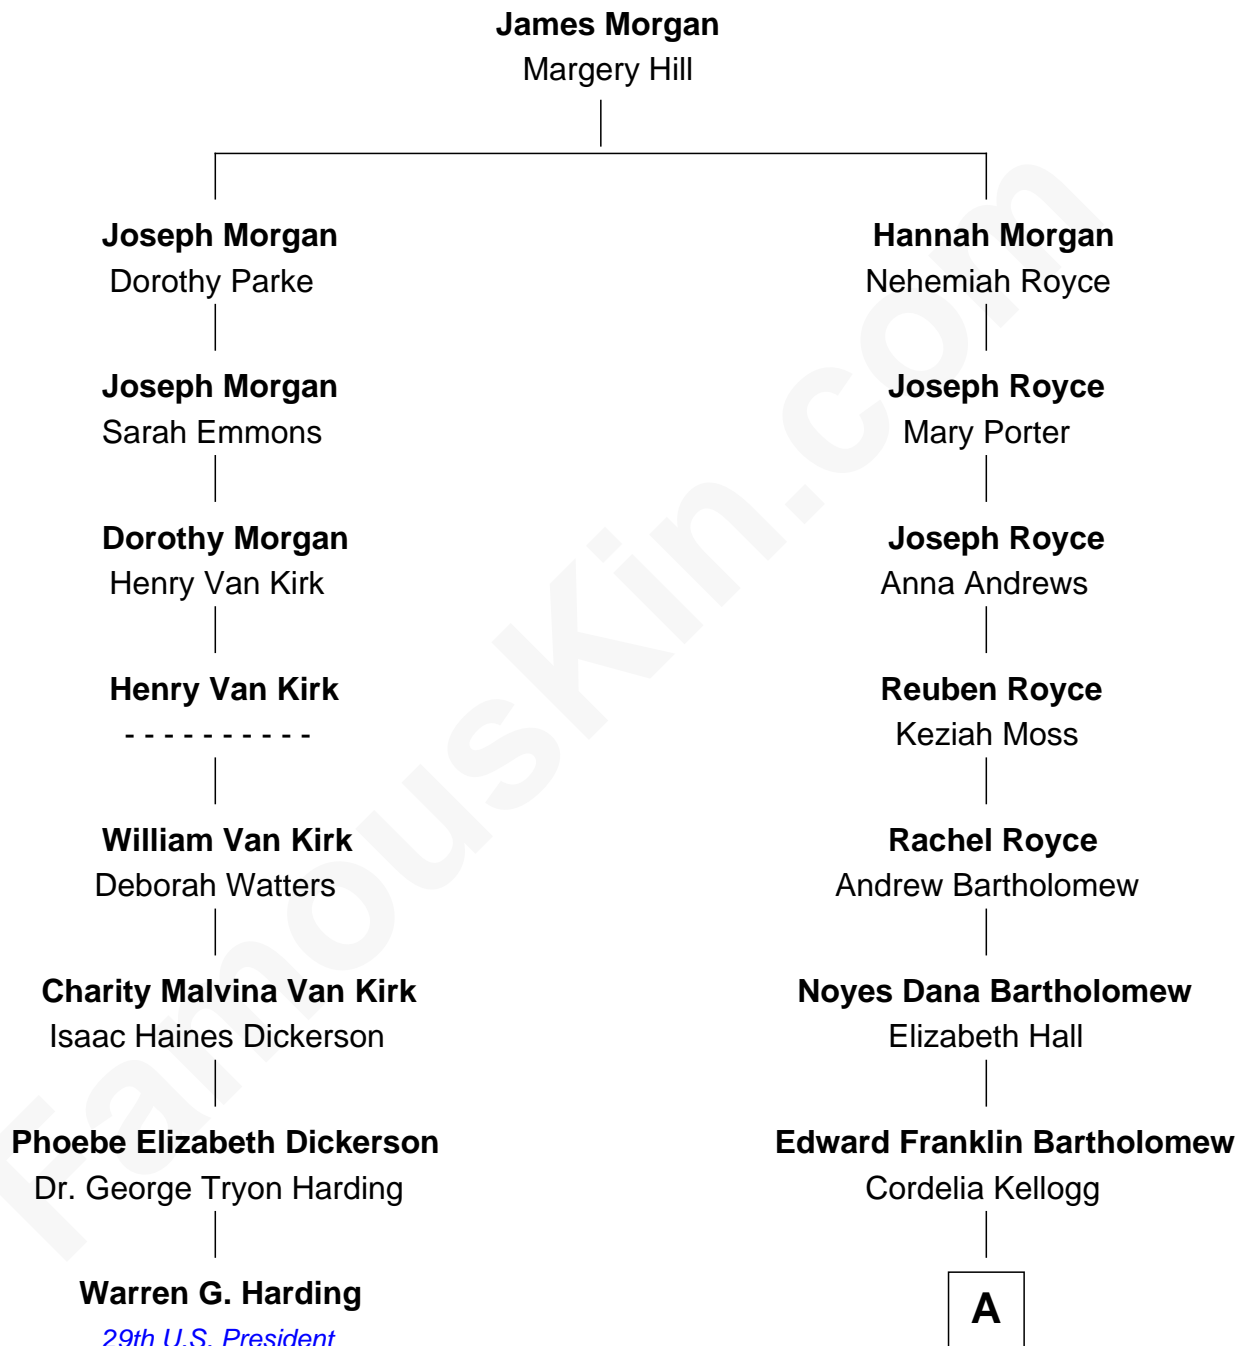 James Morgan
Margery Hill
Joseph Morgan
Dorothy Parke
Hannah Morgan
Nehemiah Royce
Joseph Morgan
Sarah Emmons
Joseph Royce
Mary Porter
Dorothy Morgan
Henry Van Kirk
Joseph Royce
Anna Andrews
Henry Van Kirk
- - - - - - - - - -
Reuben Royce
Keziah Moss
William Van Kirk
Deborah Watters
Rachel Royce
Andrew Bartholomew
Charity Malvina Van Kirk
Isaac Haines Dickerson
Noyes Dana Bartholomew
Elizabeth Hall
Phoebe Elizabeth Dickerson
Dr. George Tryon Harding
Edward Franklin Bartholomew
Cordelia Kellogg
Warren G. Harding
29th U.S. President
A
FamousKin.com